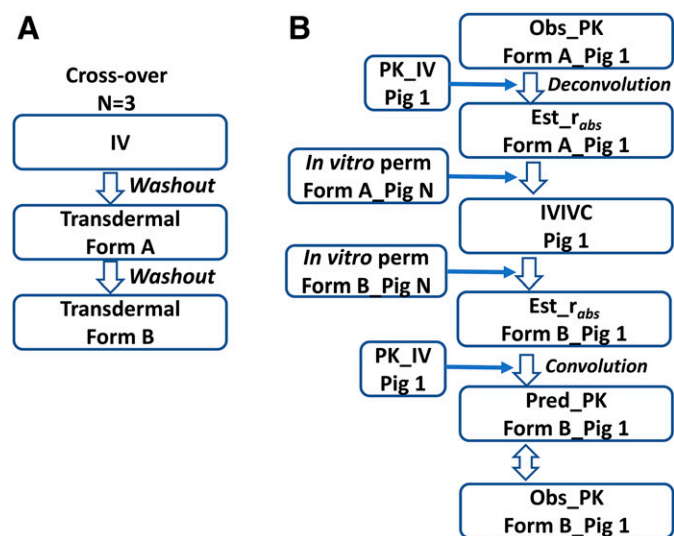 A
Cross-over
N=3
IV
Washout
Transdermal
Form A
Washout
Transdermal
Form B
B
Obs_PK
Form A_Pig 1
PK_IV
Pig 1
Deconvolution
Est_rabs
Form A_Pig 1
In vitro perm
Form A_Pig N
IVIVC
Pig 1
In vitro perm
Form B_Pig N
Est_rabs
Form B_Pig 1
PK_IV
Pig 1
Convolution
Pred_PK
Form B_Pig 1
Obs_PK
Form B_Pig 1